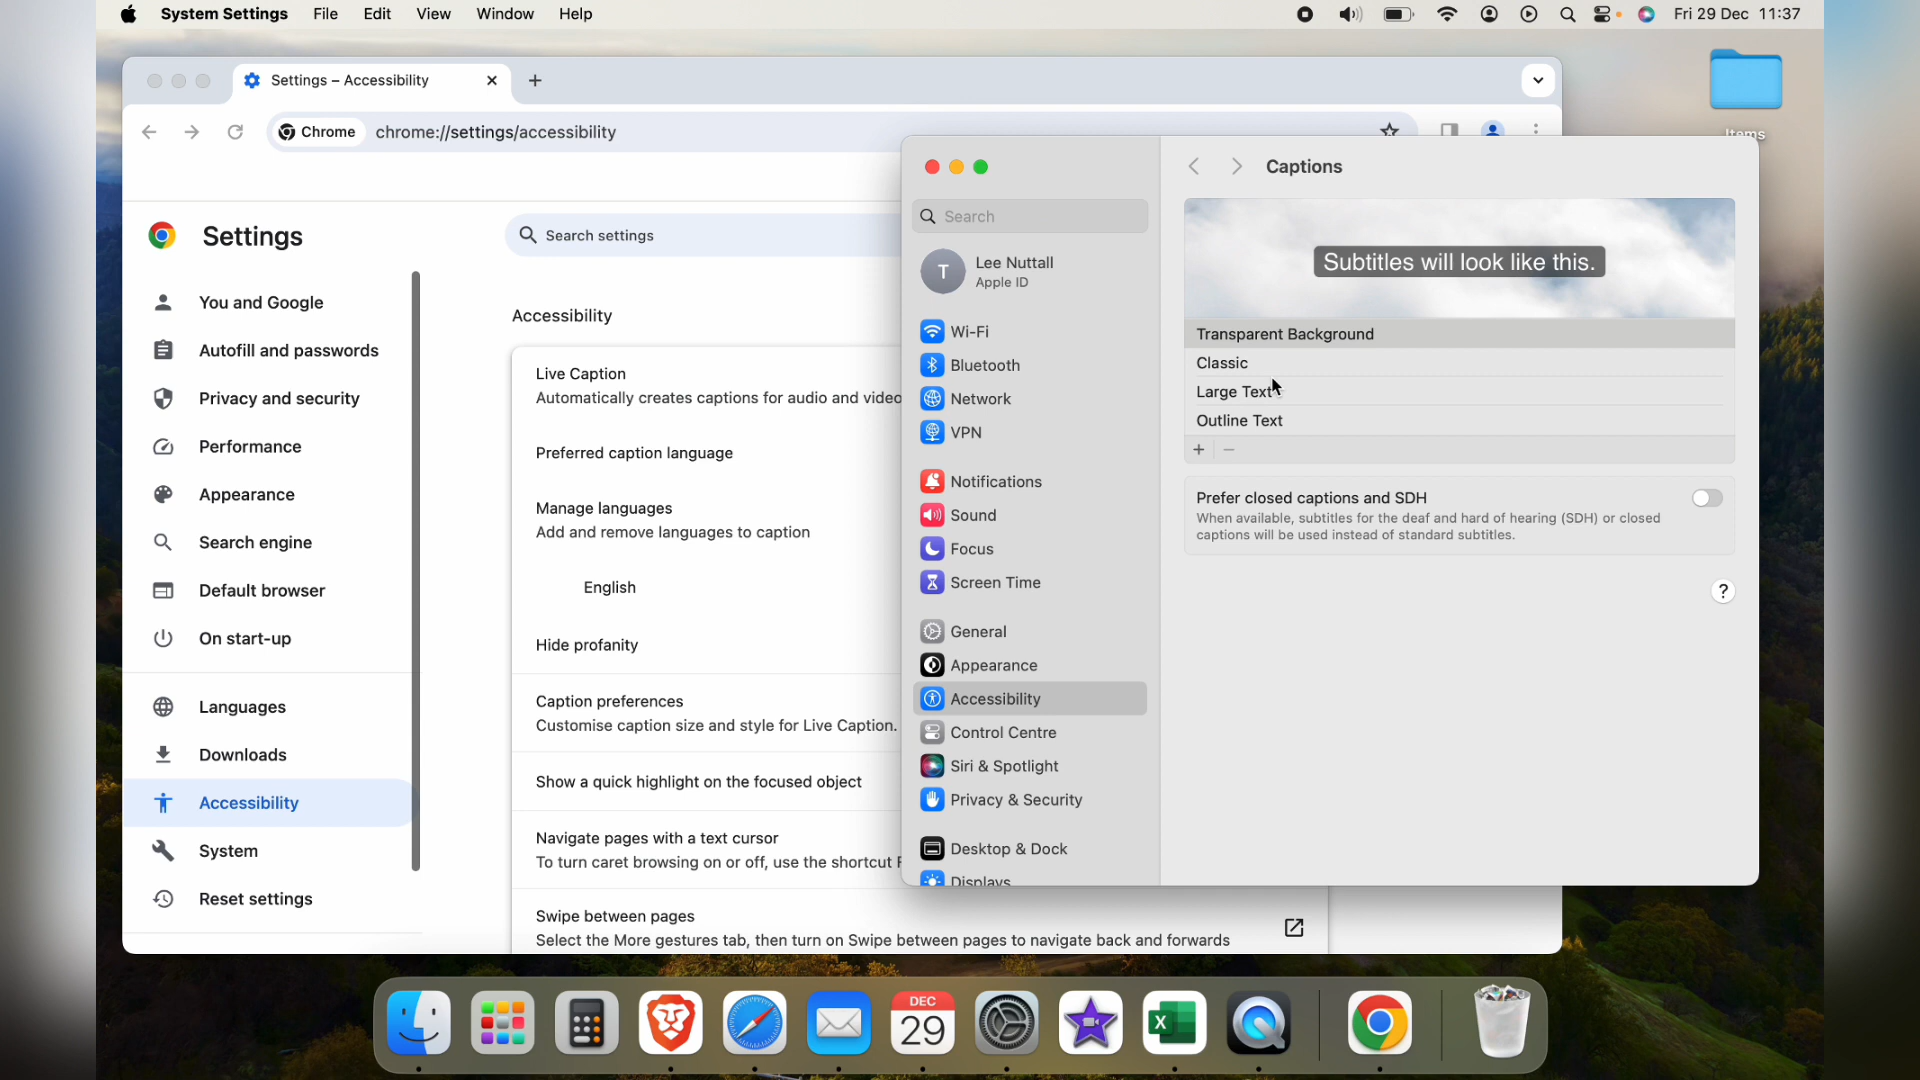 System Settings File Edit View Window Help
Fri 29 Dec 11:37
Settings – Accessibility
Chrome chrome://settings/accessibility
Items
Settings
Search settings
You and Google
Autofill and passwords
Privacy and security
Performance
Appearance
Search engine
Default browser
On start-up
Languages
Downloads
Accessibility
System
Reset settings
Accessibility
Live Caption
Automatically creates captions for audio and video
Preferred caption language
Manage languages
Add and remove languages to caption
English
Hide profanity
Caption preferences
Customise caption size and style for Live Caption.
Show a quick highlight on the focused object
Navigate pages with a text cursor
To turn caret browsing on or off, use the shortcut
Swipe between pages
Select the More gestures tab, then turn on Swipe between pages to navigate back and forwards
Search
T
Lee Nuttall
Apple ID
Wi-Fi
Bluetooth
Network
VPN
Notifications
Sound
Focus
Screen Time
General
Appearance
Accessibility
Control Centre
Siri & Spotlight
Privacy & Security
Desktop & Dock
Displays
Captions
Subtitles will look like this.
Transparent Background
Classic
Large Text
Outline Text
Prefer closed captions and SDH
When available, subtitles for the deaf and hard of hearing (SDH) or closed
captions will be used instead of standard subtitles.
?
DEC
29
X